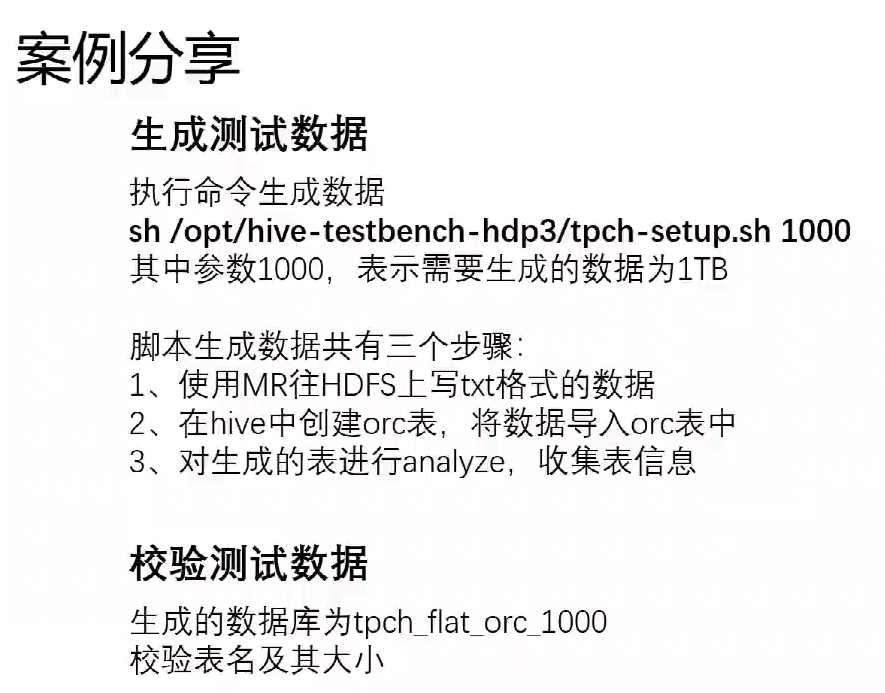 案例分享
生成测试数据
执行命令生成数据
sh /opt/hive-testbench-hdp3/tpch-setup.sh 1000
其中参数1000，表示需要生成的数据为1TB
脚本生成数据共有三个步骤：
1、使用MR往HDFS上写txt格式的数据
2、在hive中创建orc表，将数据导入orc表中
3、对生成的表进行analyze，收集表信息
校验测试数据
生成的数据库为tpch_flat_orc_1000
校验表名及其大小